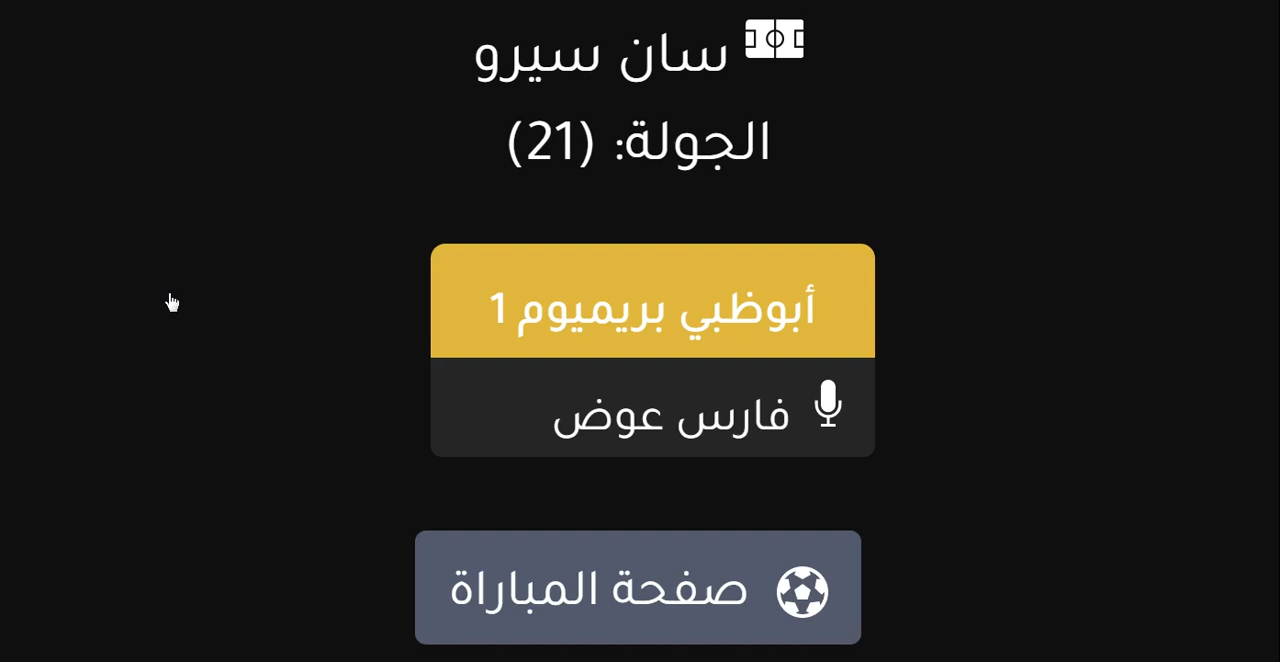 سان سيرو
الجولة: (21)
أبوظبي بريميوم 1
فارس عوض
صفحة المباراة